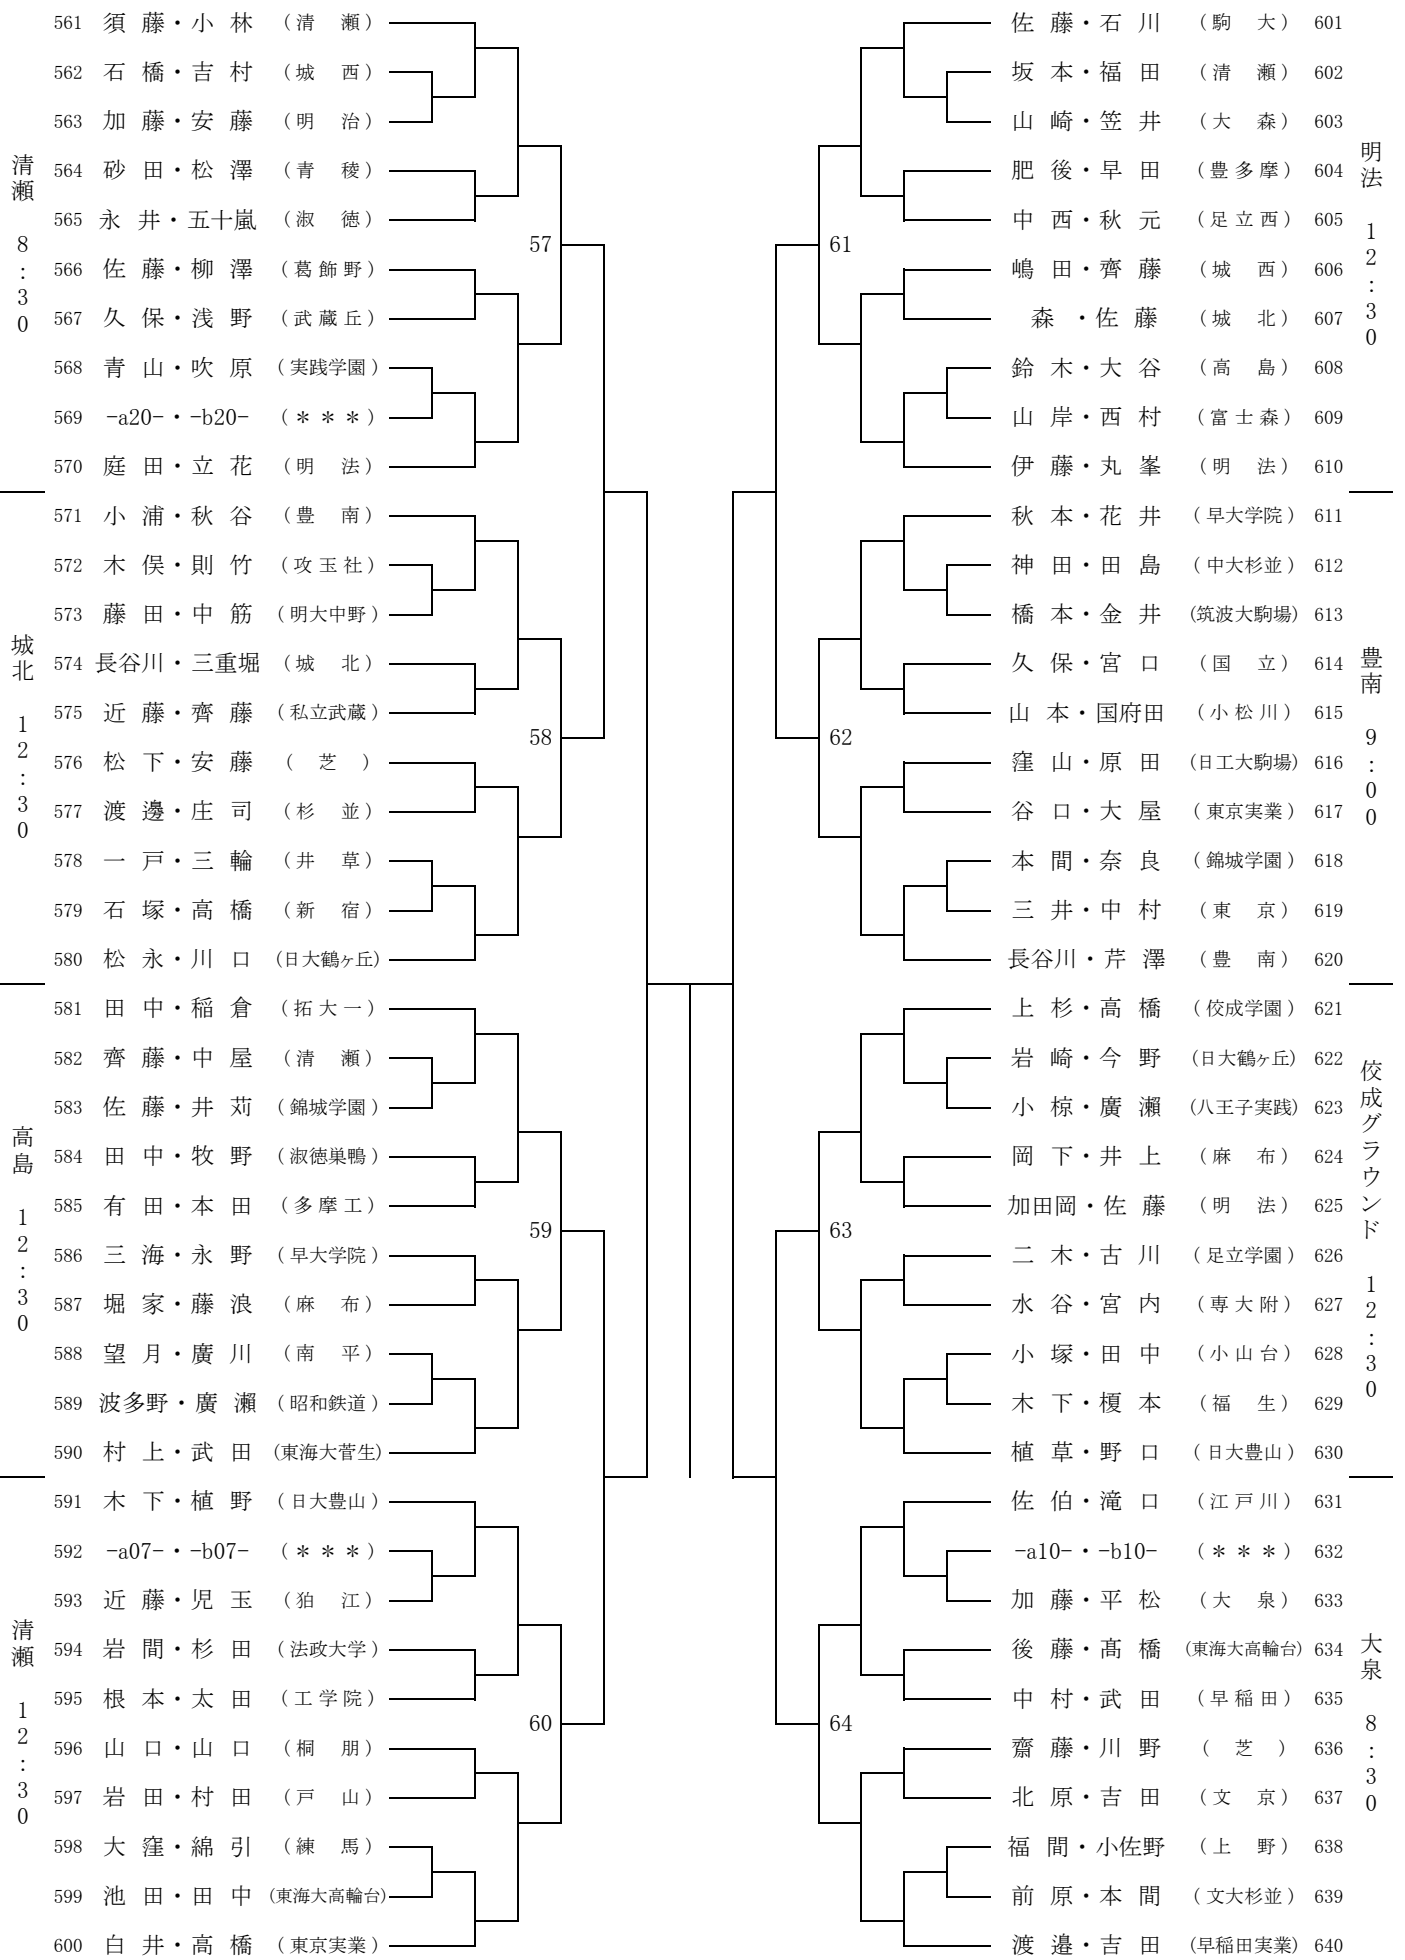 清瀬 8:30
561 須藤・小林 (清瀬)
562 石橋・吉村 (城西)
563 加藤・安藤 (明治)
564 砂田・松澤 (青稜)
565 永井・五十嵐 (淑徳)
566 佐藤・柳澤 (葛飾野)
567 久保・浅野 (武蔵丘)
568 青山・吹原 (実践学園)
569 -a20-・-b20- (***)
570 庭田・立花 (明法)
57
城北 12:30
571 小浦・秋谷 (豊南)
572 木俣・則竹 (攻玉社)
573 藤田・中筋 (明大中野)
574 長谷川・三重堀 (城北)
575 近藤・齊藤 (私立武蔵)
576 松下・安藤 (芝)
577 渡邊・庄司 (杉並)
578 一戸・三輪 (井草)
579 石塚・高橋 (新宿)
580 松永・川口 (日大鶴ヶ丘)
58
高島 12:30
581 田中・稲倉 (拓大一)
582 齊藤・中屋 (清瀬)
583 佐藤・井苅 (錦城学園)
584 田中・牧野 (淑徳巣鴨)
585 有田・本田 (多摩工)
586 三海・永野 (早大学院)
587 堀家・藤浪 (麻布)
588 望月・廣川 (南平)
589 波多野・廣瀬 (昭和鉄道)
590 村上・武田 (東海大菅生)
59
清瀬 12:30
591 木下・植野 (日大豊山)
592 -a07-・-b07- (***)
593 近藤・児玉 (狛江)
594 岩間・杉田 (法政大学)
595 根本・太田 (工学院)
596 山口・山口 (桐朋)
597 岩田・村田 (戸山)
598 大窪・綿引 (練馬)
599 池田・田中 (東海大高輪台)
600 白井・高橋 (東京実業)
60
明法 12:30
佐藤・石川 (駒大) 601
坂本・福田 (清瀬) 602
山崎・笠井 (大森) 603
肥後・早田 (豊多摩) 604
中西・秋元 (足立西) 605
嶋田・齊藤 (城西) 606
森・佐藤 (城北) 607
鈴木・大谷 (高島) 608
山岸・西村 (富士森) 609
伊藤・丸峯 (明法) 610
61
豊南 9:00
秋本・花井 (早大学院) 611
神田・田島 (中大杉並) 612
橋本・金井 (筑波大駒場) 613
久保・宮口 (国立) 614
山本・国府田 (小松川) 615
窪山・原田 (日工大駒場) 616
谷口・大屋 (東京実業) 617
本間・奈良 (錦城学園) 618
三井・中村 (東京) 619
長谷川・芹澤 (豊南) 620
62
佼成グラウンド 12:30
上杉・高橋 (佼成学園) 621
岩崎・今野 (日大鶴ヶ丘) 622
小椋・廣瀬 (八王子実践) 623
岡下・井上 (麻布) 624
加田岡・佐藤 (明法) 625
二木・古川 (足立学園) 626
水谷・宮内 (専大附) 627
小塚・田中 (小山台) 628
木下・榎本 (福生) 629
植草・野口 (日大豊山) 630
63
大泉 8:30
佐伯・滝口 (江戸川) 631
-a10-・-b10- (***) 632
加藤・平松 (大泉) 633
後藤・髙橋 (東海大高輪台) 634
中村・武田 (早稲田) 635
齋藤・川野 (芝) 636
北原・吉田 (文京) 637
福間・小佐野 (上野) 638
前原・本間 (文大杉並) 639
渡邉・吉田 (早稲田実業) 640
64